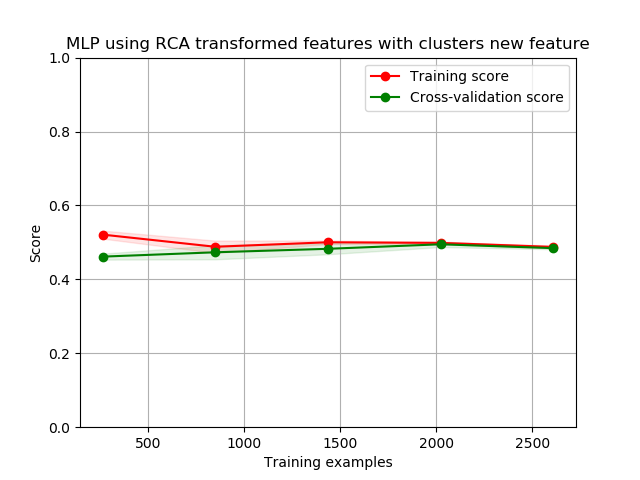 MLP using RCA transformed features with clusters new feature
1.0
0.8
0.6
0.4
0.2
0.0
Score
Training score
Cross-validation score
500
1000
1500
2000
2500
Training examples